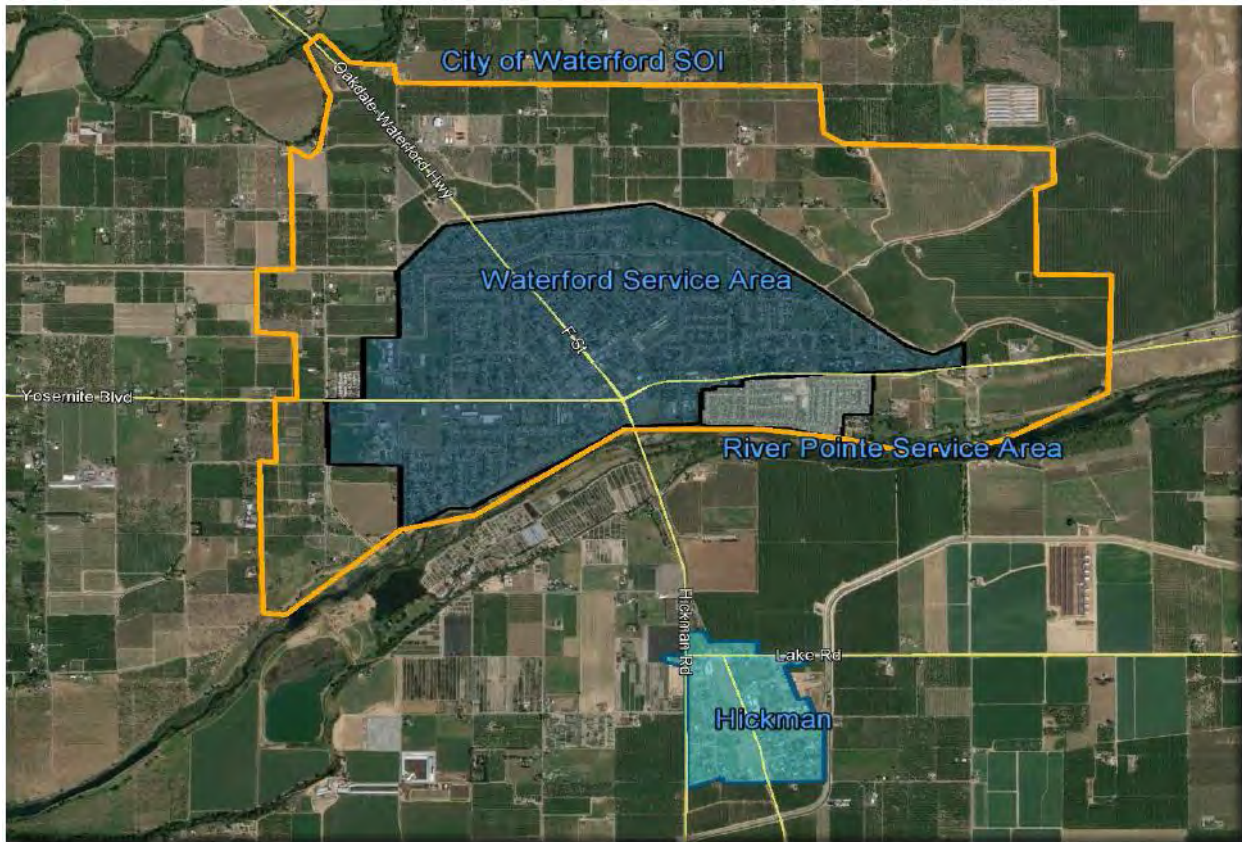 City of Waterford SOI
Oakdale-Waterford Hwy
Waterford Service Area
F St
Yosemite Blvd
River Pointe Service Area
Hickman Rd
Lake Rd
Hickman